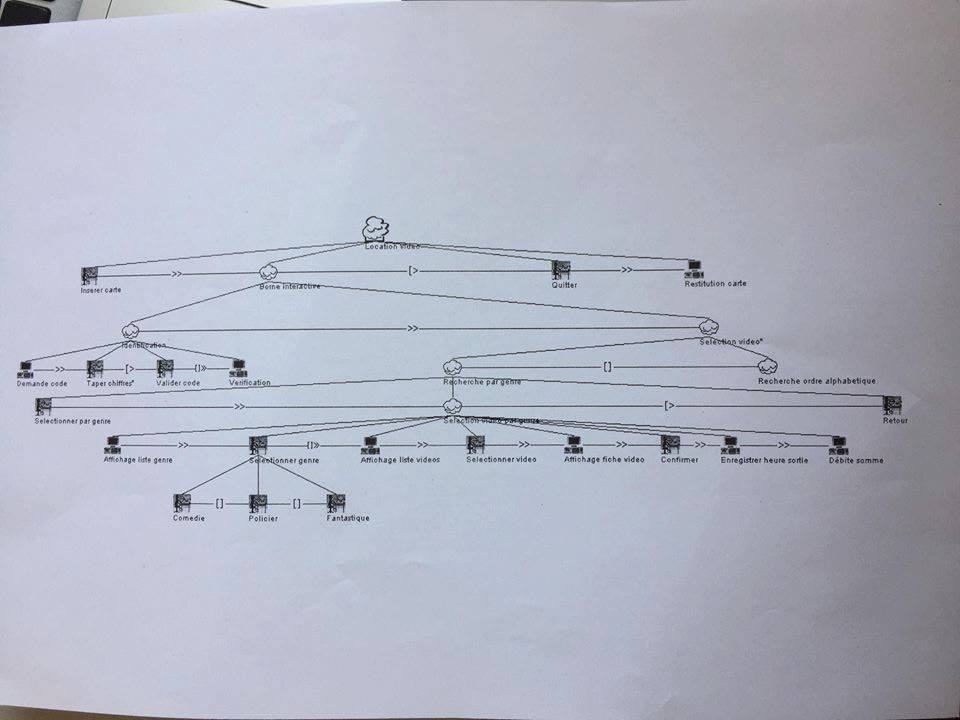 Location video
>> [> >>
Inserer carte Borne interactive Quitter Restitution carte
>>
Identification Selection video*
>> [> []>> []
Demande code Taper chiffres* Valider code Verification Recherche par genre Recherche ordre alphabetique
>> [>
Selectionner par genre Selection video par genre Retour
>> []>> >> >> >> >> >>
Affichage liste genre Selectionner genre Affichage liste videos Selectionner video Affichage fiche video Confirmer Enregistrer heure sortie Débite somme
[] []
Comedie Policier Fantastique